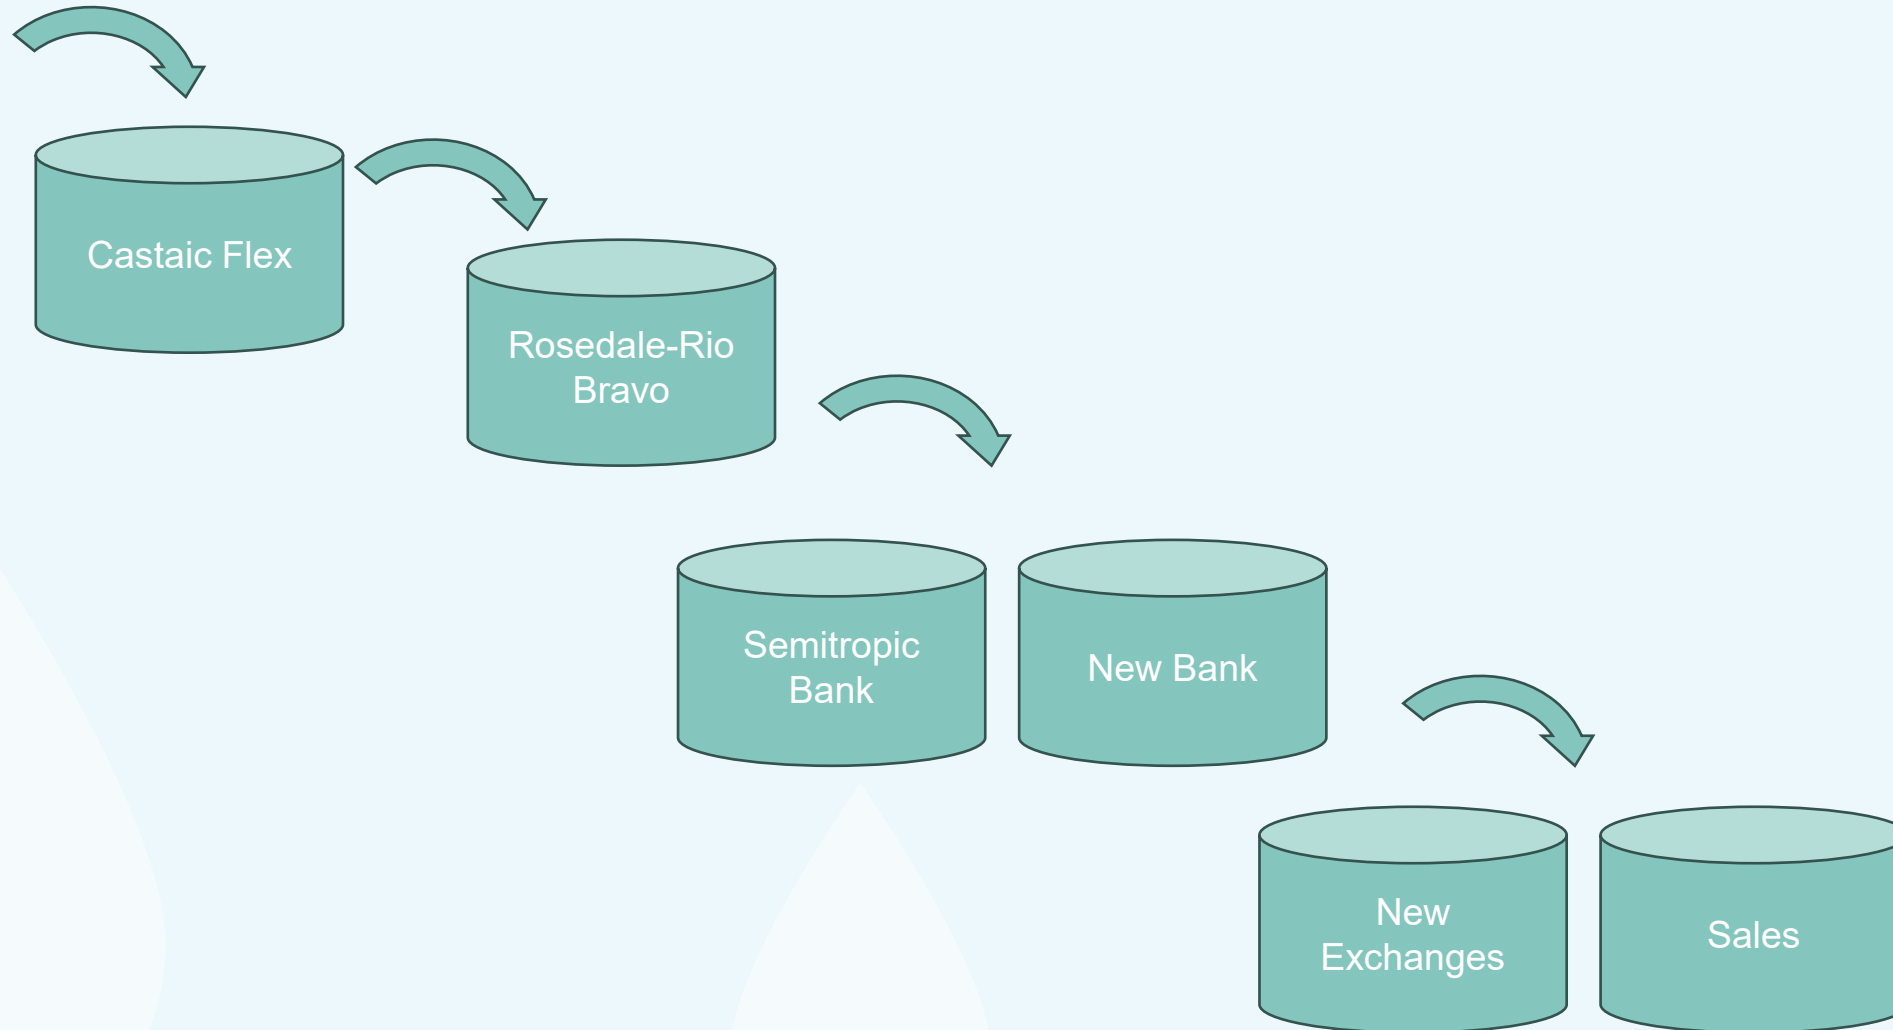 Castaic Flex
Rosedale-Rio
Bravo
Semitropic
Bank
New Bank
New
Exchanges
Sales